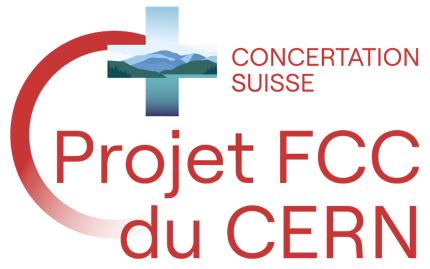 CONCERTATION
SUISSE
Projet FCC
du CERN